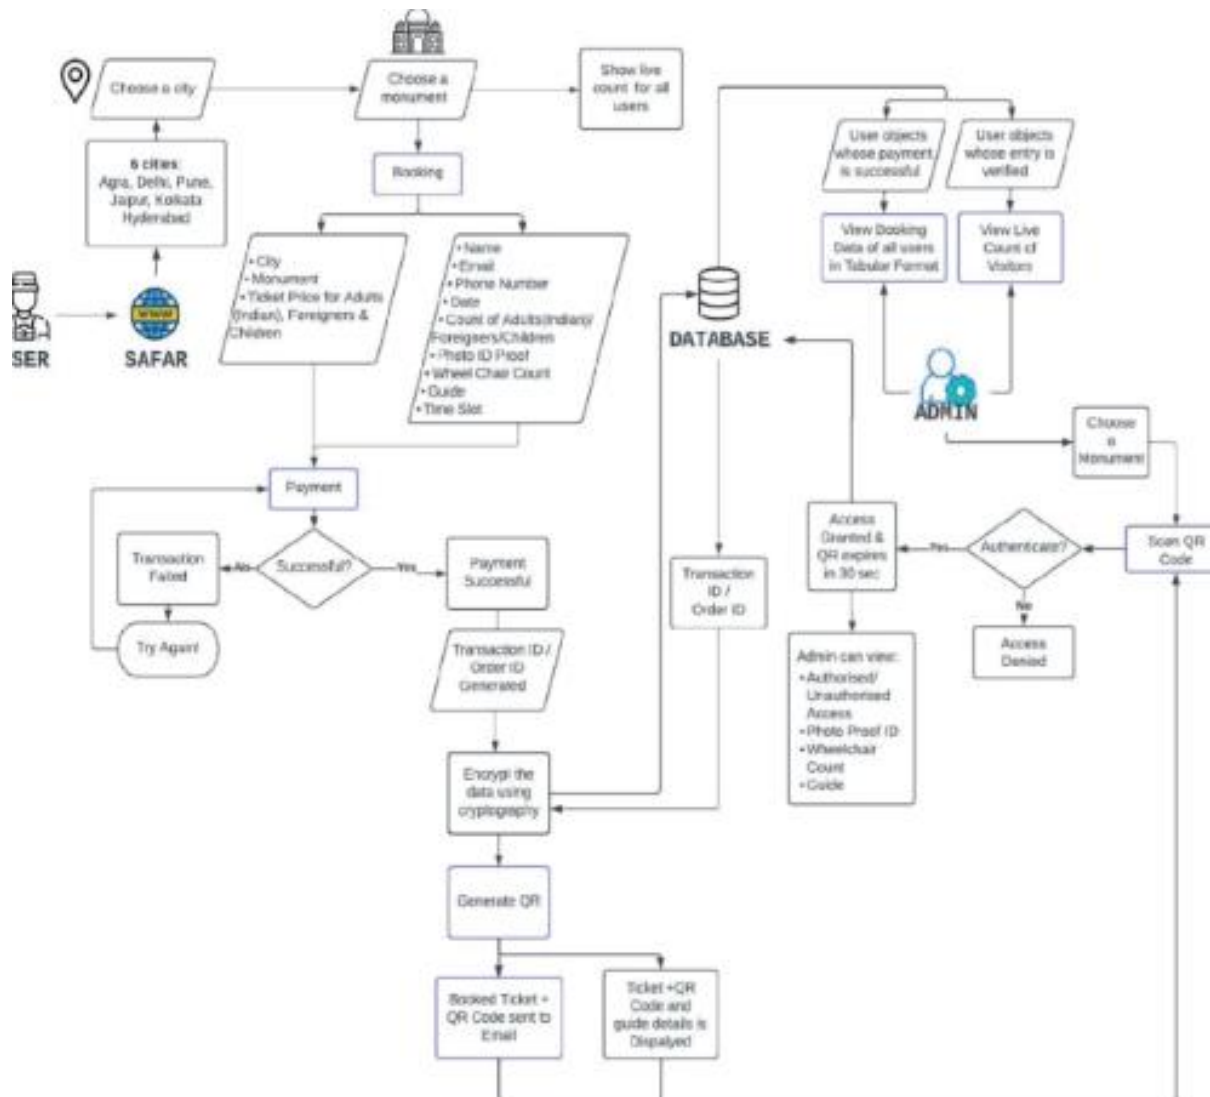 Choose a city
Choose a
monument
Show live
count for all
users
6 cities:
Agra, Delhi, Pune,
Jaipur, Kolkata
Hyderabad
Booking
SER
SAFAR
WWW
• City
• Monument
• Ticket Price for Adults
(Indian), Foreigners &
Children
• Name
• Email
• Phone Number
• Date
• Count of Adults(Indian)/
Foreigners/Children
• Photo ID Proof
• Wheel Chair Count
• Guide
• Time Slot
User objects
whose payment
is successful
User objects
whose entry is
verified
View Booking
Data of all users
in Tabular Format
View Live
Count of
Visitors
DATABASE
ADMIN
Choose
a
Monument
Payment
Successful?
No
Yes
Transaction
Failed
Try Again!
Payment
Successful
Transaction ID /
Order ID
Generated
Transaction
ID /
Order ID
Access
Granted &
QR expires
in 30 sec
Yes
Authenticate?
Scan QR
Code
No
Access
Denied
Admin can view:
• Authorised/
Unauthorised
Access
• Photo Proof ID
• Wheelchair
Count
• Guide
Encrypt the
data using
cryptography
Generate QR
Booked Ticket +
QR Code sent to
Email
Ticket +QR
Code and
guide details is
Dispalyed